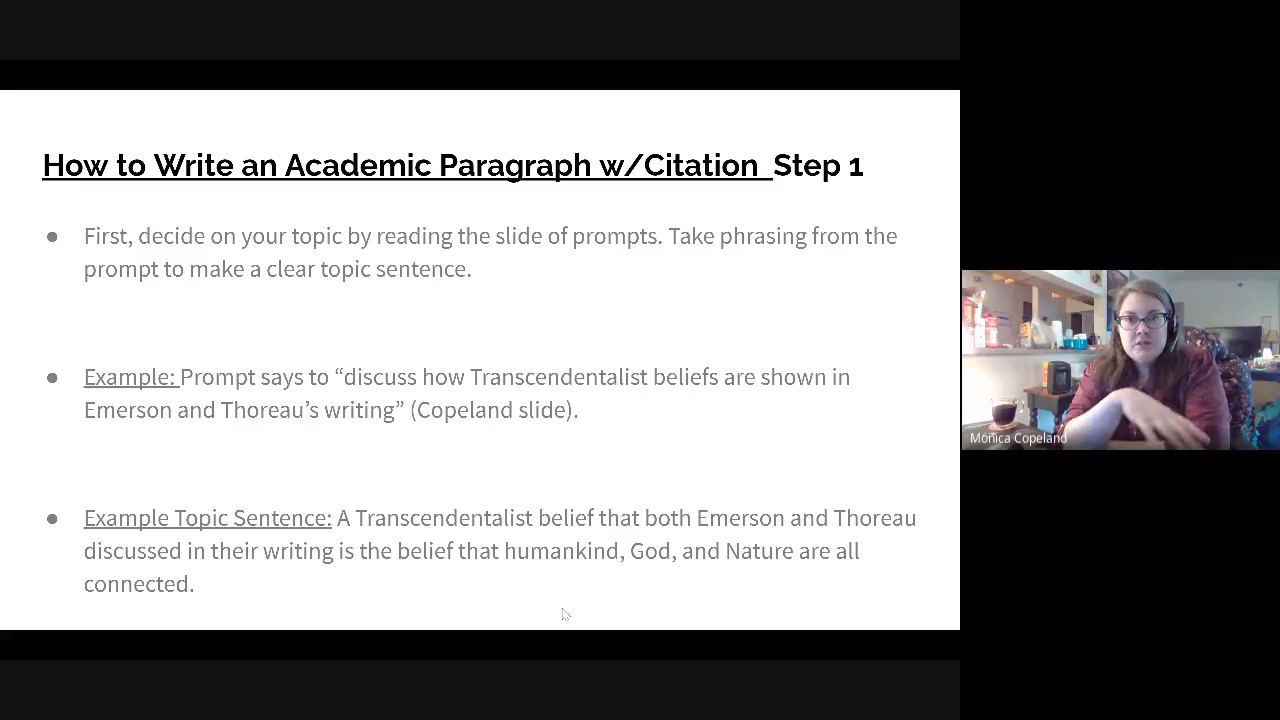 How to Write an Academic Paragraph w/Citation Step 1
● First, decide on your topic by reading the slide of prompts. Take phrasing from the
prompt to make a clear topic sentence.
● Example: Prompt says to “discuss how Transcendentalist beliefs are shown in
Emerson and Thoreau’s writing” (Copeland slide).
● Example Topic Sentence: A Transcendentalist belief that both Emerson and Thoreau
discussed in their writing is the belief that humankind, God, and Nature are all
connected.
Monica Copeland